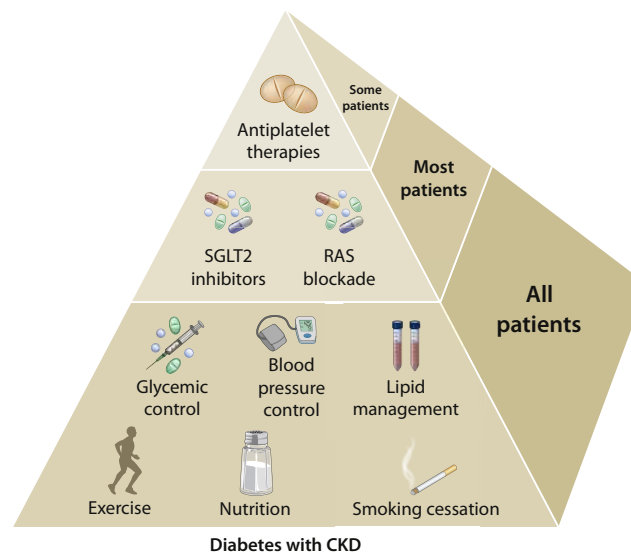 Some
patients
Antiplatelet
therapies
Most
patients
SGLT2
inhibitors
RAS
blockade
All
patients
Glycemic
control
Blood
pressure
control
Lipid
management
Exercise
Nutrition
Smoking cessation
Diabetes with CKD